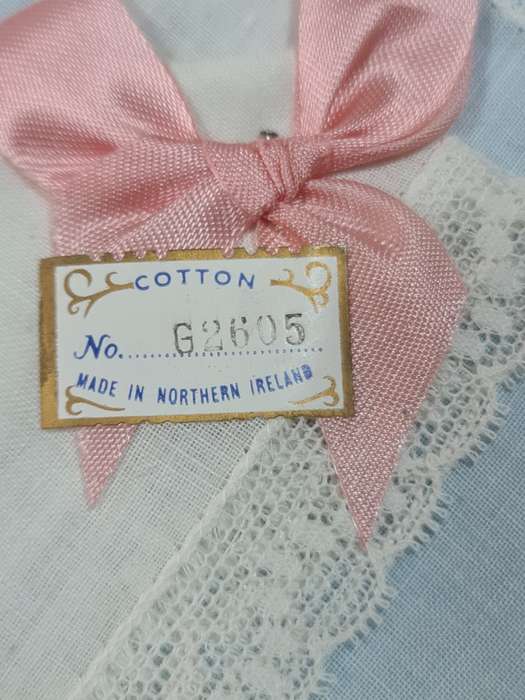 COTTON
No. G2605
MADE IN NORTHERN IRELAND